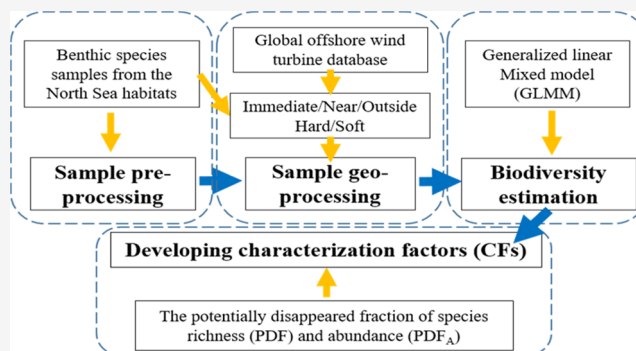 Benthic species
samples from the
North Sea habitats
Sample pre-
processing
Global offshore wind
turbine database
Immediate/Near/Outside
Hard/Soft
Sample geo-
processing
Generalized linear
Mixed model
(GLMM)
Biodiversity
estimation
Developing characterization factors (CFs)
The potentially disappeared fraction of species
richness (PDF) and abundance (PDFA)